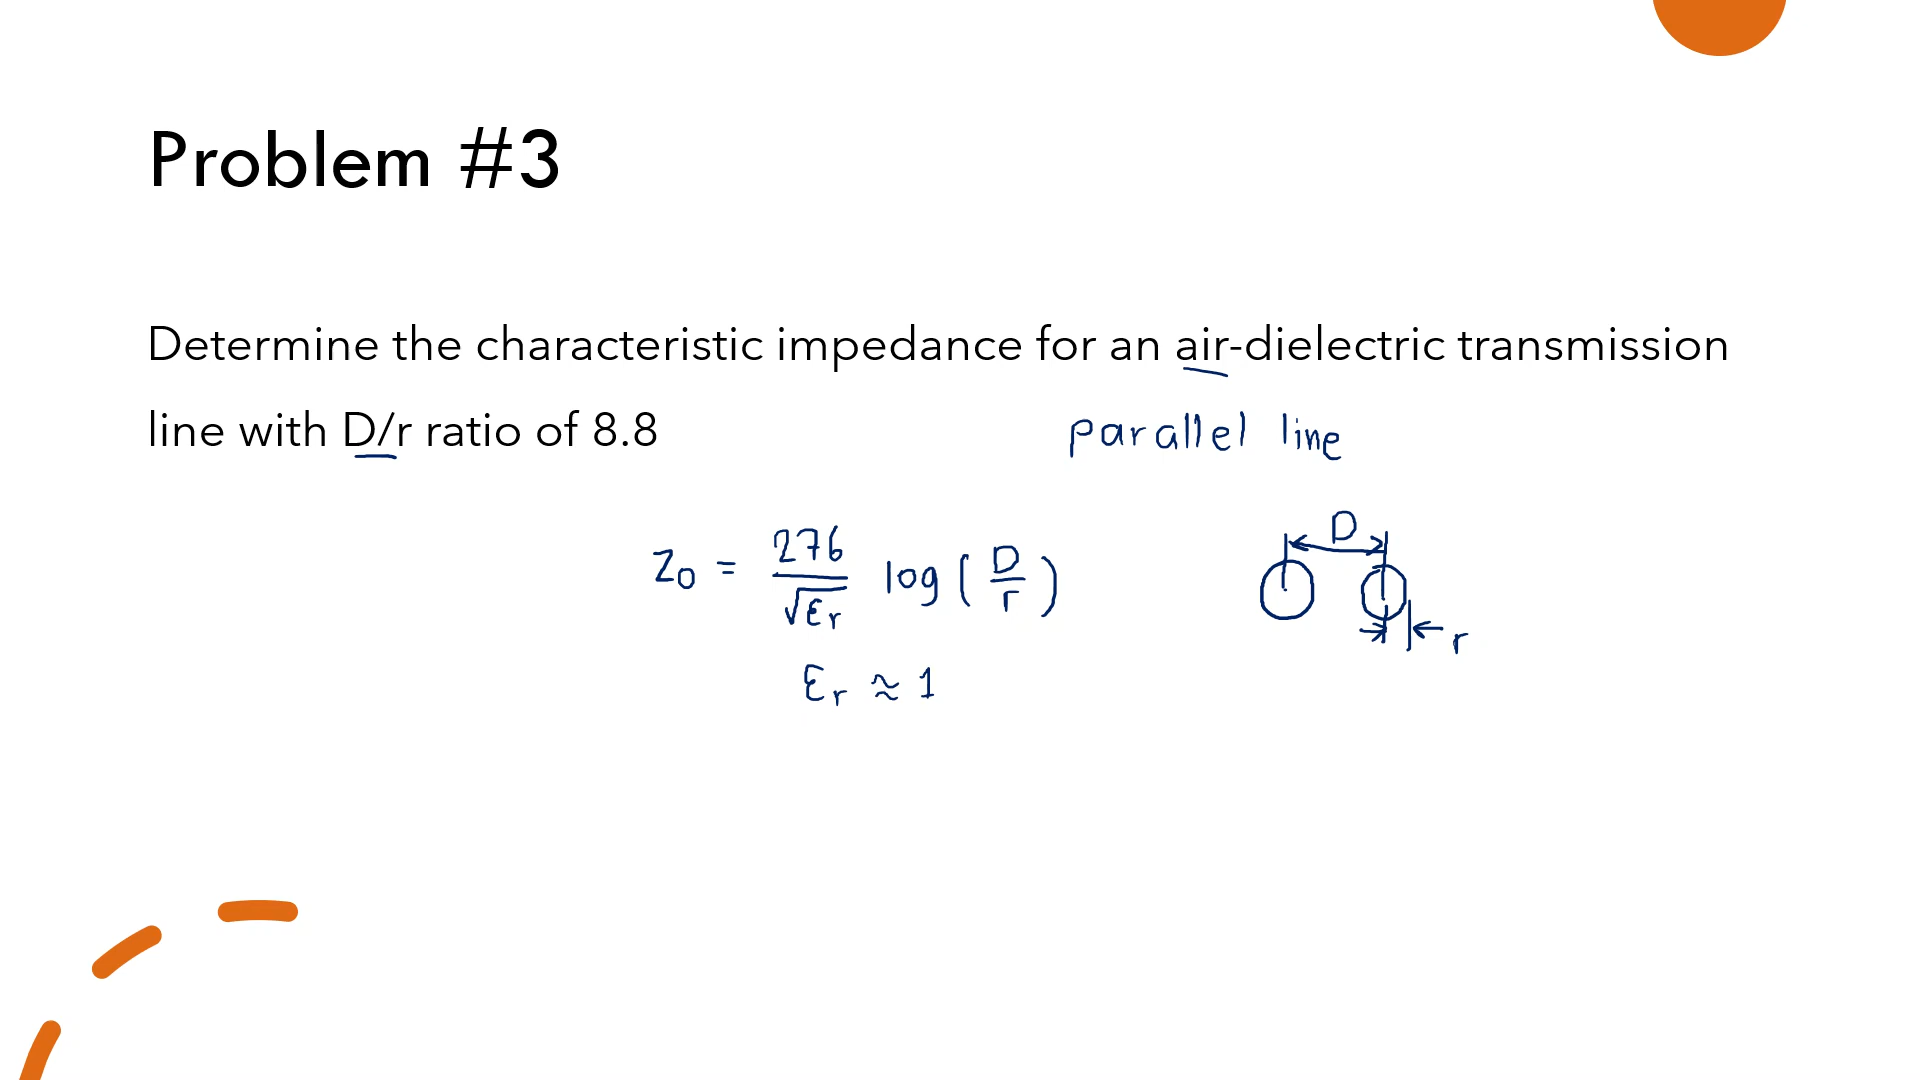 Problem #3
Determine the characteristic impedance for an air-dielectric transmission
line with D/r ratio of 8.8
parallel line
Z₀ = 276/√εᵣ log(D/r)
D
r
εᵣ ≈ 1